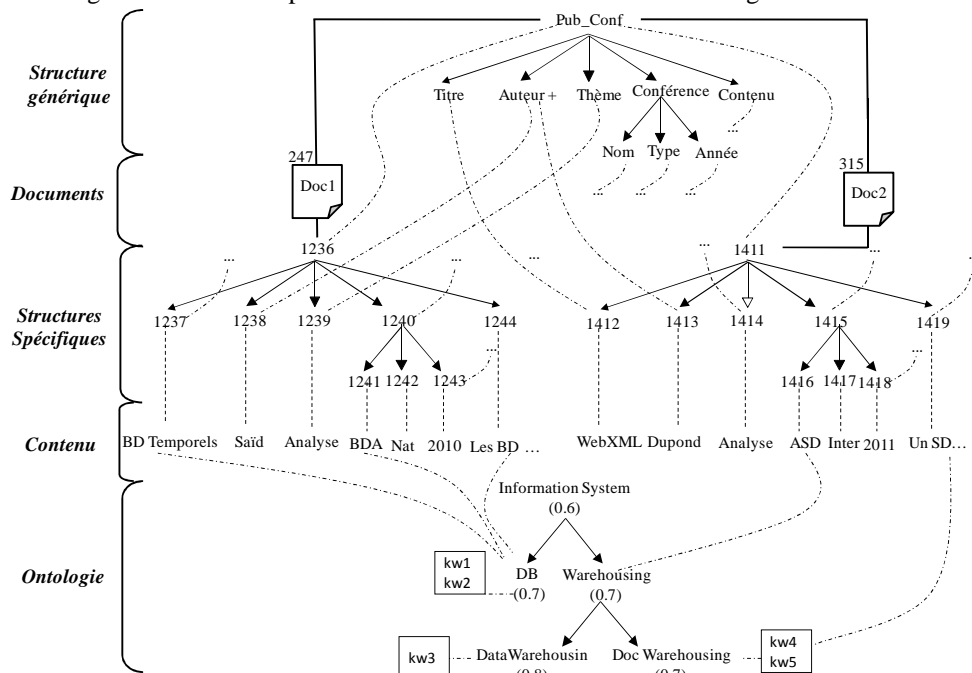 Pub_Conf
Structure
générique
Titre
Auteur +
Thème
Conférence
Contenu
...
Nom
Type
Année
...
...
...
247
315
Documents
Doc1
Doc2
1236
1411
...
...
...
...
...
...
Structures
Spécifiques
1237
1238
1239
1240
1244
1412
1413
1414
1415
1419
...
...
1241
1242
1243
1416
1417
1418
Contenu
BD Temporels
Saïd
Analyse
BDA
Nat
2010
Les BD ...
WebXML
Dupond
Analyse
ASD
Inter
2011
Un SD...
Information System
(0.6)
Ontologie
kw1
kw2
DB
(0.7)
Warehousing
(0.7)
kw3
DataWarehousin
Doc Warehousing
kw4
kw5